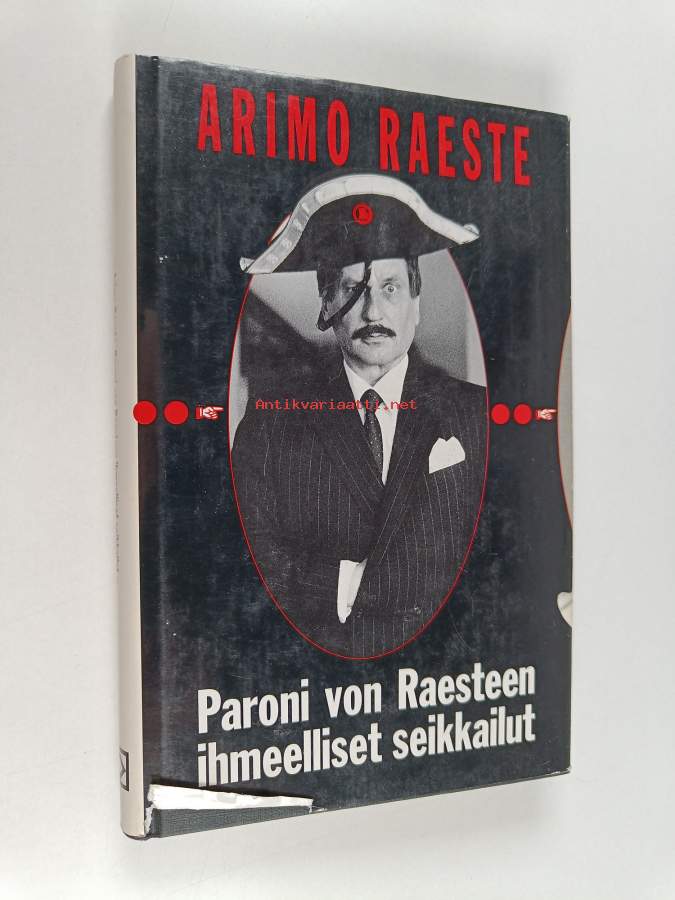 ARIMO RAESTE
Antikvariaatti.net
Paroni von Raesteen
ihmeelliset seikkailut